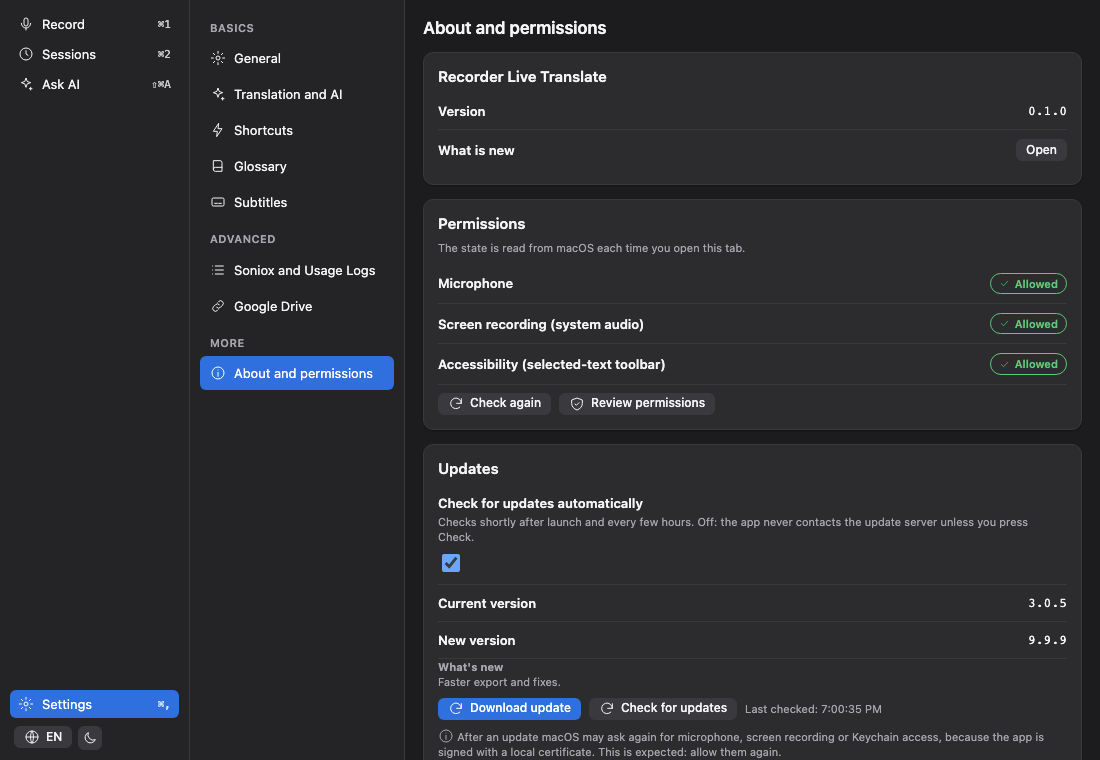 Record ⌘1
Sessions ⌘2
Ask AI ⇧⌘A
Settings ⌘,
EN
BASICS
General
Translation and AI
Shortcuts
Glossary
Subtitles
ADVANCED
Soniox and Usage Logs
Google Drive
MORE
About and permissions
About and permissions
Recorder Live Translate
Version 0.1.0
What is new Open
Permissions
The state is read from macOS each time you open this tab.
Microphone Allowed
Screen recording (system audio) Allowed
Accessibility (selected-text toolbar) Allowed
Check again Review permissions
Updates
Check for updates automatically
Checks shortly after launch and every few hours. Off: the app never contacts the update server unless you press
Check.
Current version 3.0.5
New version 9.9.9
What's new
Faster export and fixes.
Download update Check for updates Last checked: 7:00:35 PM
After an update macOS may ask again for microphone, screen recording or Keychain access, because the app is
signed with a local certificate. This is expected: allow them again.